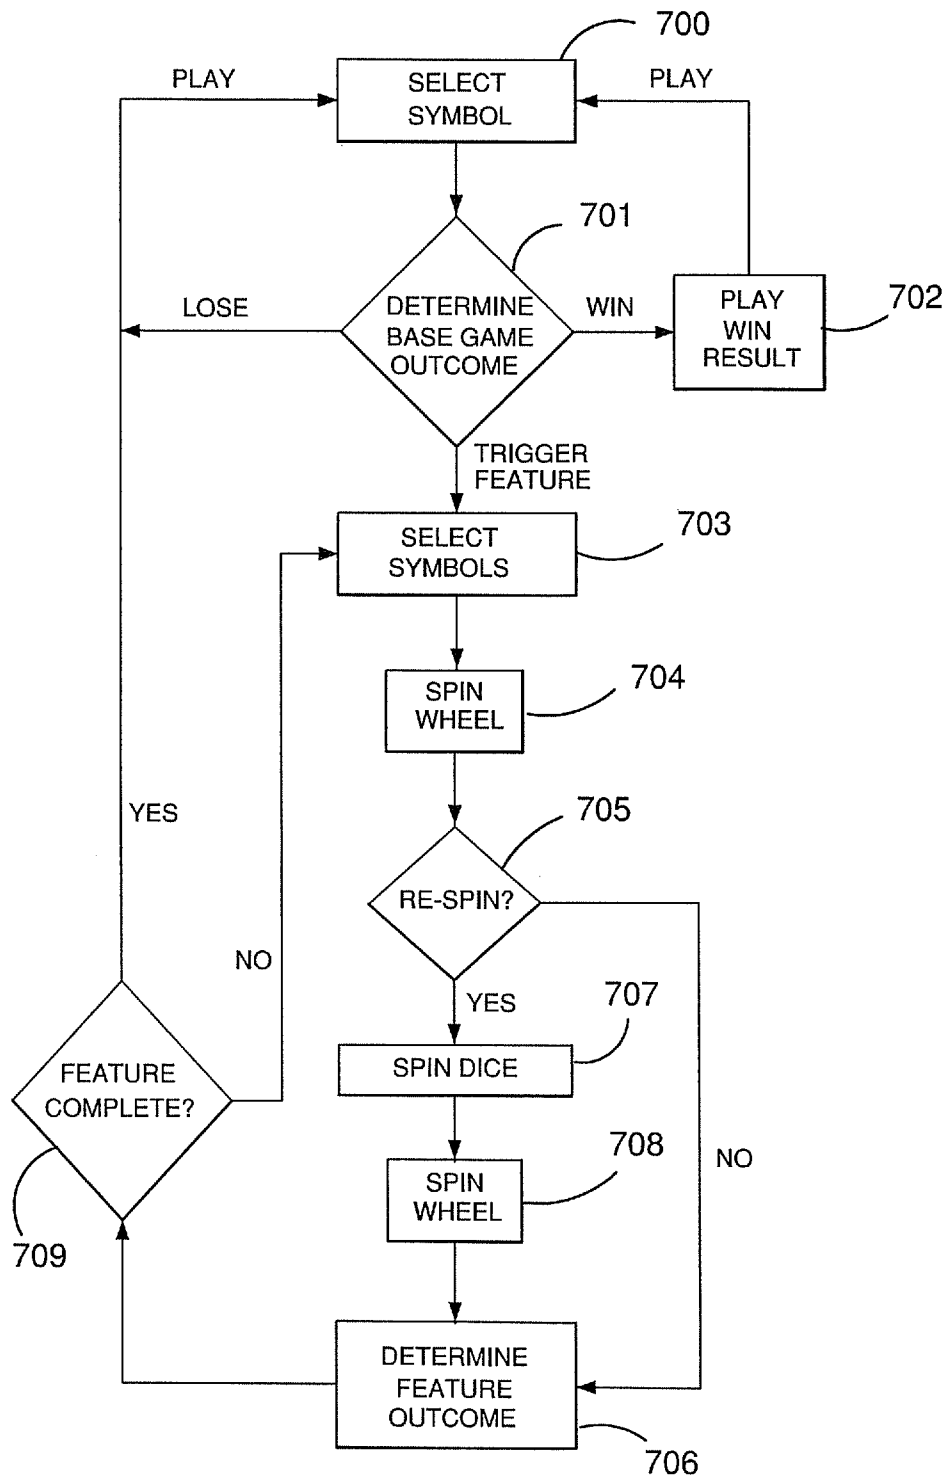 700
PLAY
SELECT
SYMBOL
PLAY
701
DETERMINE
BASE GAME
OUTCOME
LOSE
WIN
PLAY
WIN
RESULT
702
TRIGGER
FEATURE
SELECT
SYMBOLS
703
SPIN
WHEEL
704
YES
705
RE-SPIN?
NO
YES
707
SPIN DICE
FEATURE
COMPLETE?
708
SPIN
WHEEL
NO
709
DETERMINE
FEATURE
OUTCOME
706